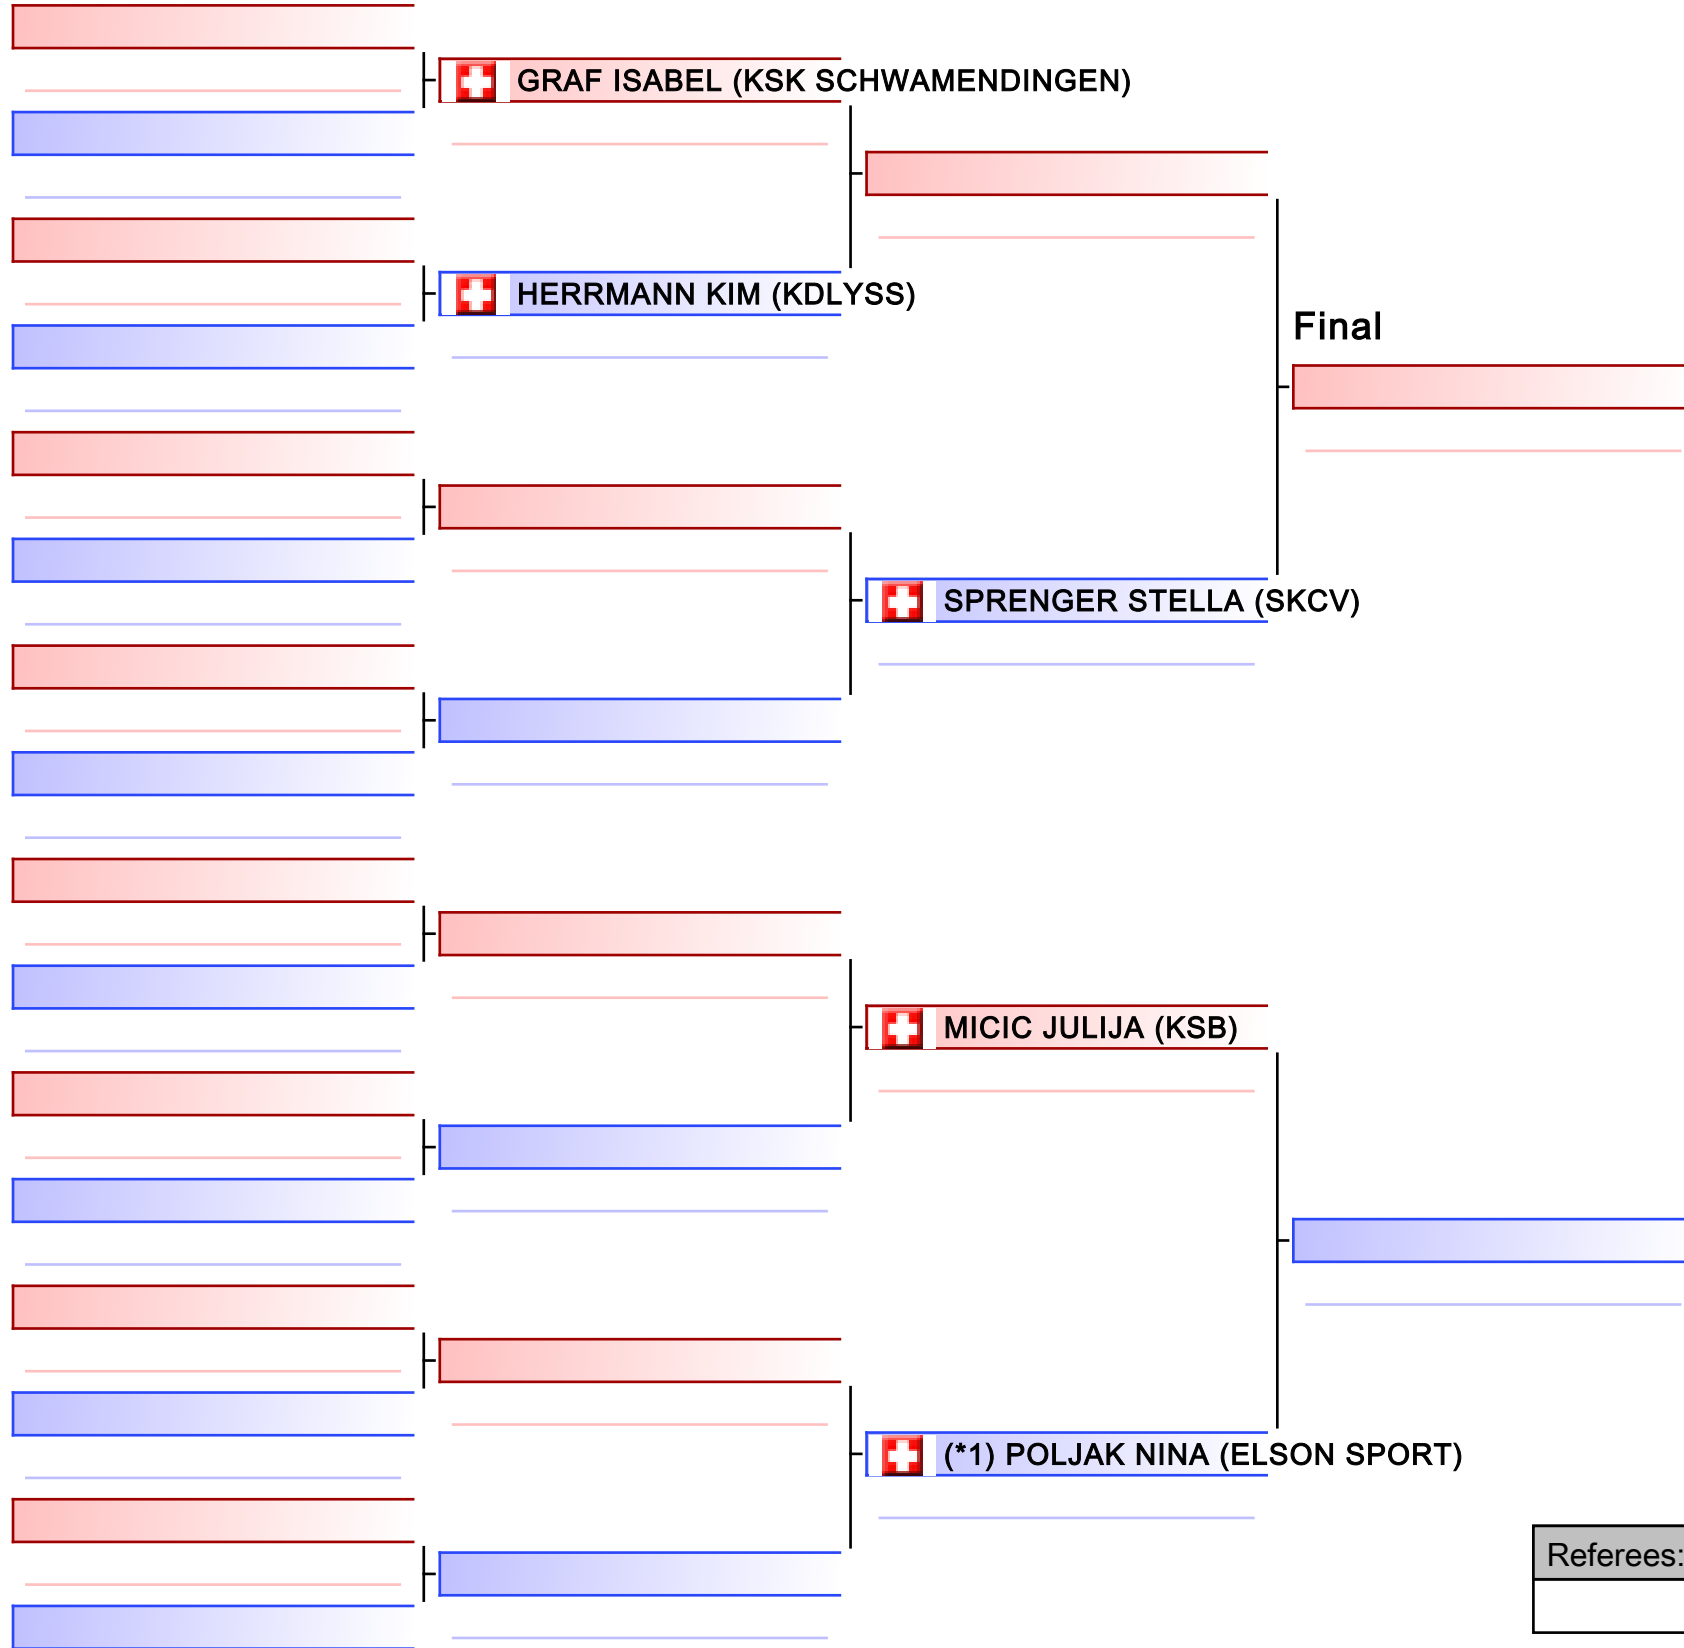 GRAF ISABEL (KSK SCHWAMENDINGEN)
HERRMANN KIM (KDLYSS)
Final
SPRENGER STELLA (SKCV)
MICIC JULIJA (KSB)
(*1) POLJAK NINA (ELSON SPORT)
Referees: